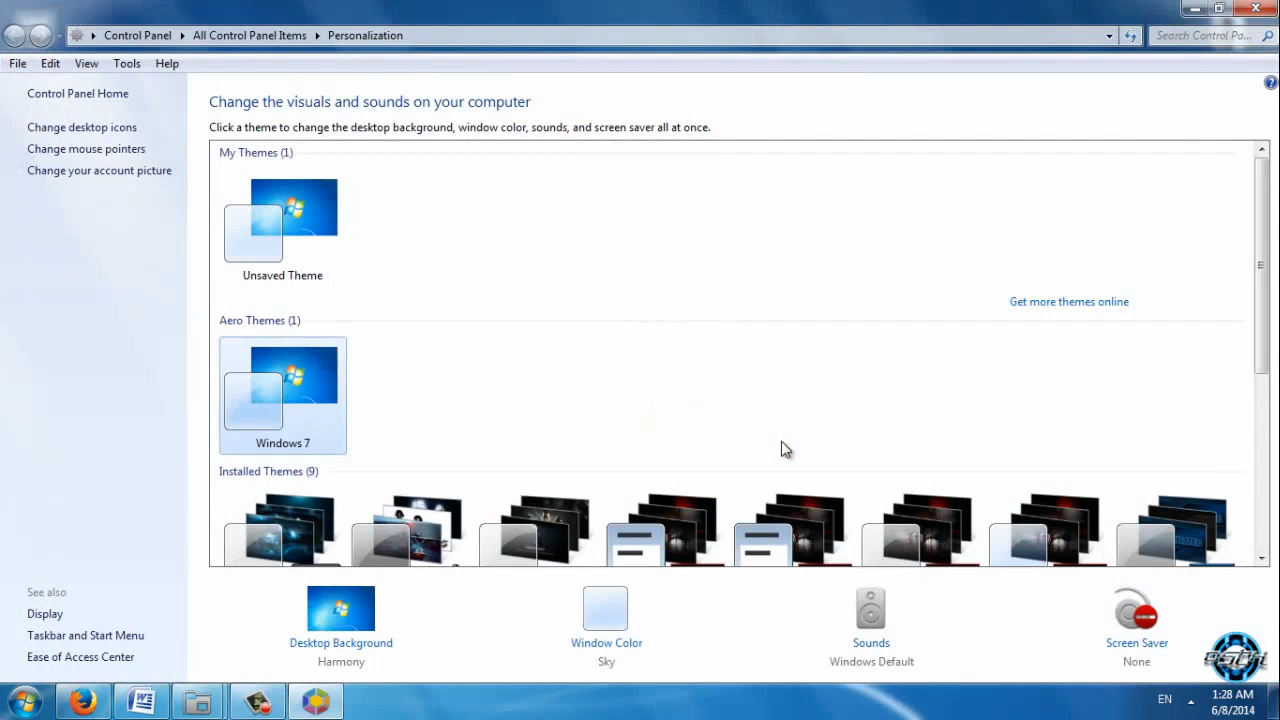 Control Panel All Control Panel Items Personalization
Search Control Pa...
File Edit View Tools Help
Control Panel Home
Change desktop icons
Change mouse pointers
Change your account picture
Change the visuals and sounds on your computer
Click a theme to change the desktop background, window color, sounds, and screen saver all at once.
My Themes (1)
Unsaved Theme
Get more themes online
Aero Themes (1)
Windows 7
Installed Themes (9)
See also
Display
Taskbar and Start Menu
Ease of Access Center
Desktop Background
Harmony
Window Color
Sky
Sounds
Windows Default
Screen Saver
None
EN
1:28 AM
6/8/2014